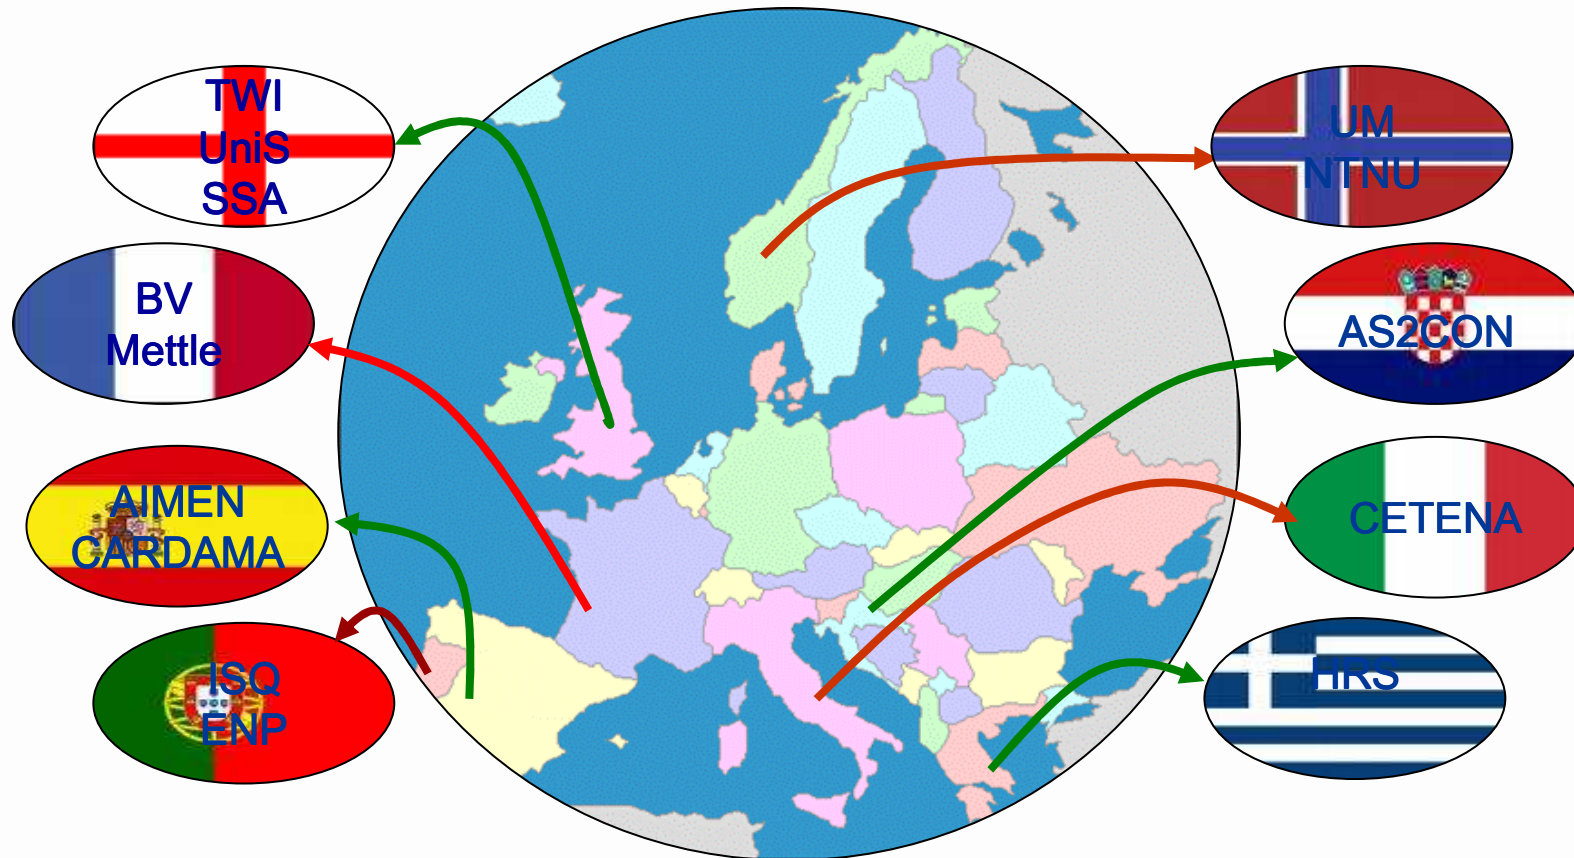 TWI
UniS
SSA
BV
Mettle
AIMEN
CARDAMA
ISQ
ENP
UM
NTNU
AS2CON
CETENA
HRS